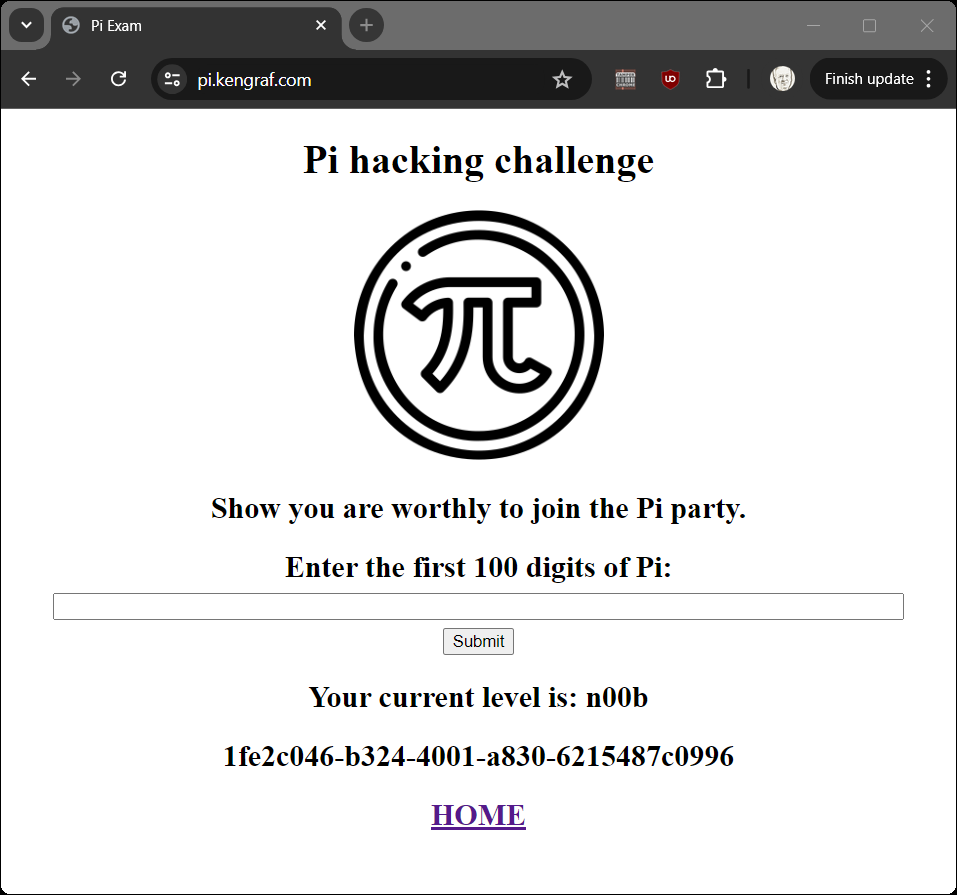 Pi Exam
pi.kengraf.com
Finish update
Pi hacking challenge
π
Show you are worthly to join the Pi party.
Enter the first 100 digits of Pi:
Submit
Your current level is: n00b
1fe2c046-b324-4001-a830-6215487c0996
HOME